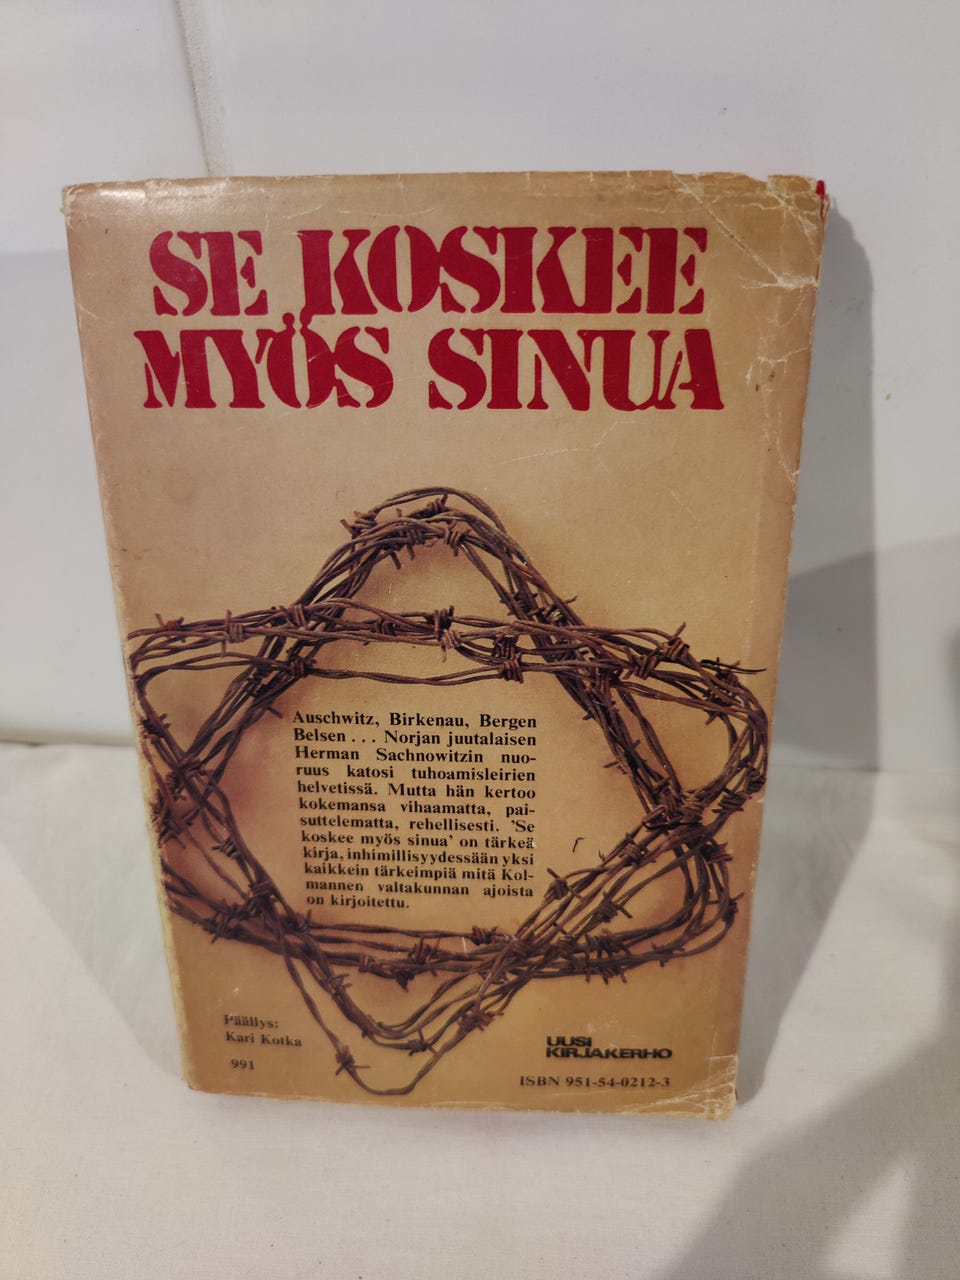 SE KOSKEE
MYÖS SINUA
Auschwitz, Birkenau, Bergen
Belsen . . . Norjan juutalaisen
Herman Sachnowitzin nuo-
ruus katosi tuhoamisleirien
helvetissä. Mutta hän kertoo
kokemansa vihaamatta, pai-
suttelematta, rehellisesti. 'Se
koskee myös sinua' on tärkeä
kirja, inhimillisyydessään yksi
kaikkein tärkeimpiä mitä Kol-
mannen valtakunnan ajoista
on kirjoitettu.
Päällys:
Kari Kotka
991
UUSI
KIRJAKERHO
ISBN 951-54-0212-3